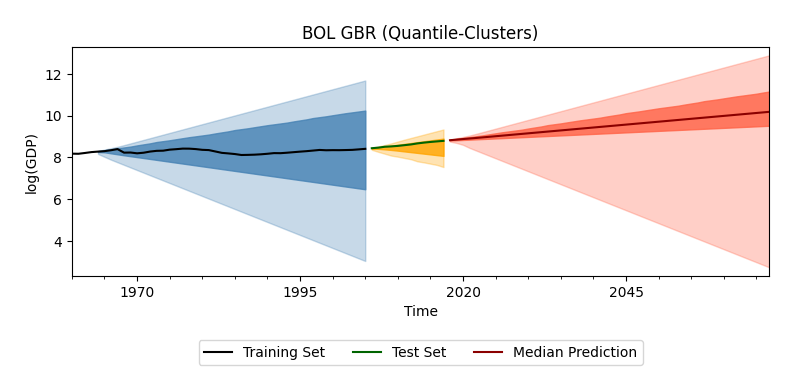 BOL GBR (Quantile-Clusters)
log(GDP)
12
10
8
6
4
1970 1995 2020 2045
Time
Training Set Test Set Median Prediction